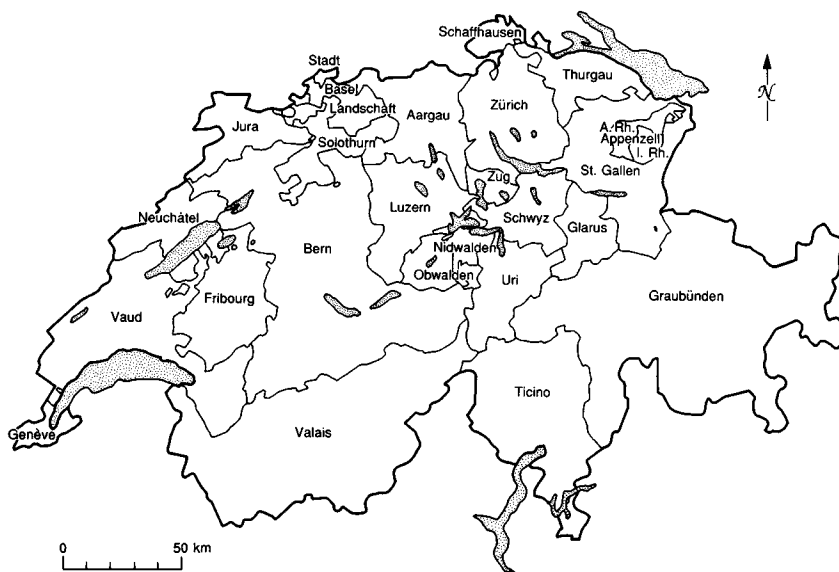 Schaffhausen
Thurgau
Stadt
Basel
Landschaft
Aargau
Zürich
Jura
Solothurn
A. Rh.
Appenzell
I. Rh.
St. Gallen
Zug
Luzern
Schwyz
Neuchâtel
Glarus
Bern
Nidwalden
Obwalden
Uri
Fribourg
Graubünden
Vaud
Ticino
Genève
Valais
N
0 50 km